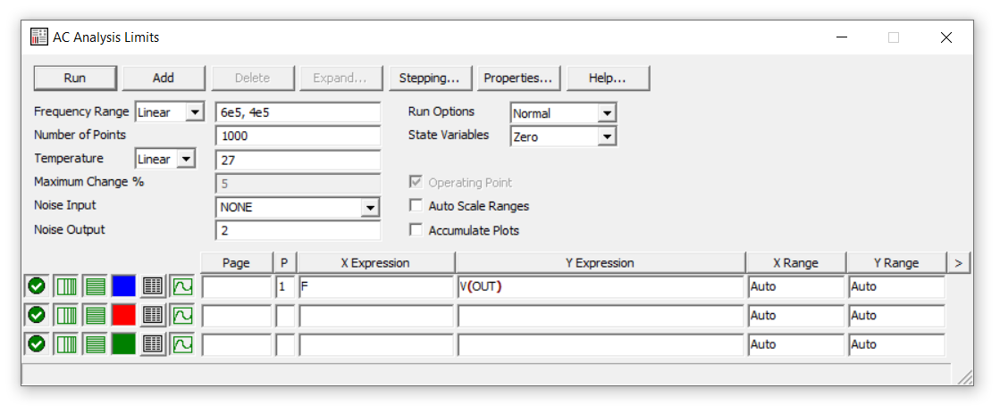 AC Analysis Limits
Run Add Delete Expand... Stepping... Properties... Help...
Frequency Range Linear 6e5, 4e5 Run Options Normal
Number of Points 1000 State Variables Zero
Temperature Linear 27
Maximum Change % 5 Operating Point
Noise Input NONE Auto Scale Ranges
Noise Output 2 Accumulate Plots
Page P X Expression Y Expression X Range Y Range >
1 F V(OUT) Auto Auto
Auto Auto
Auto Auto